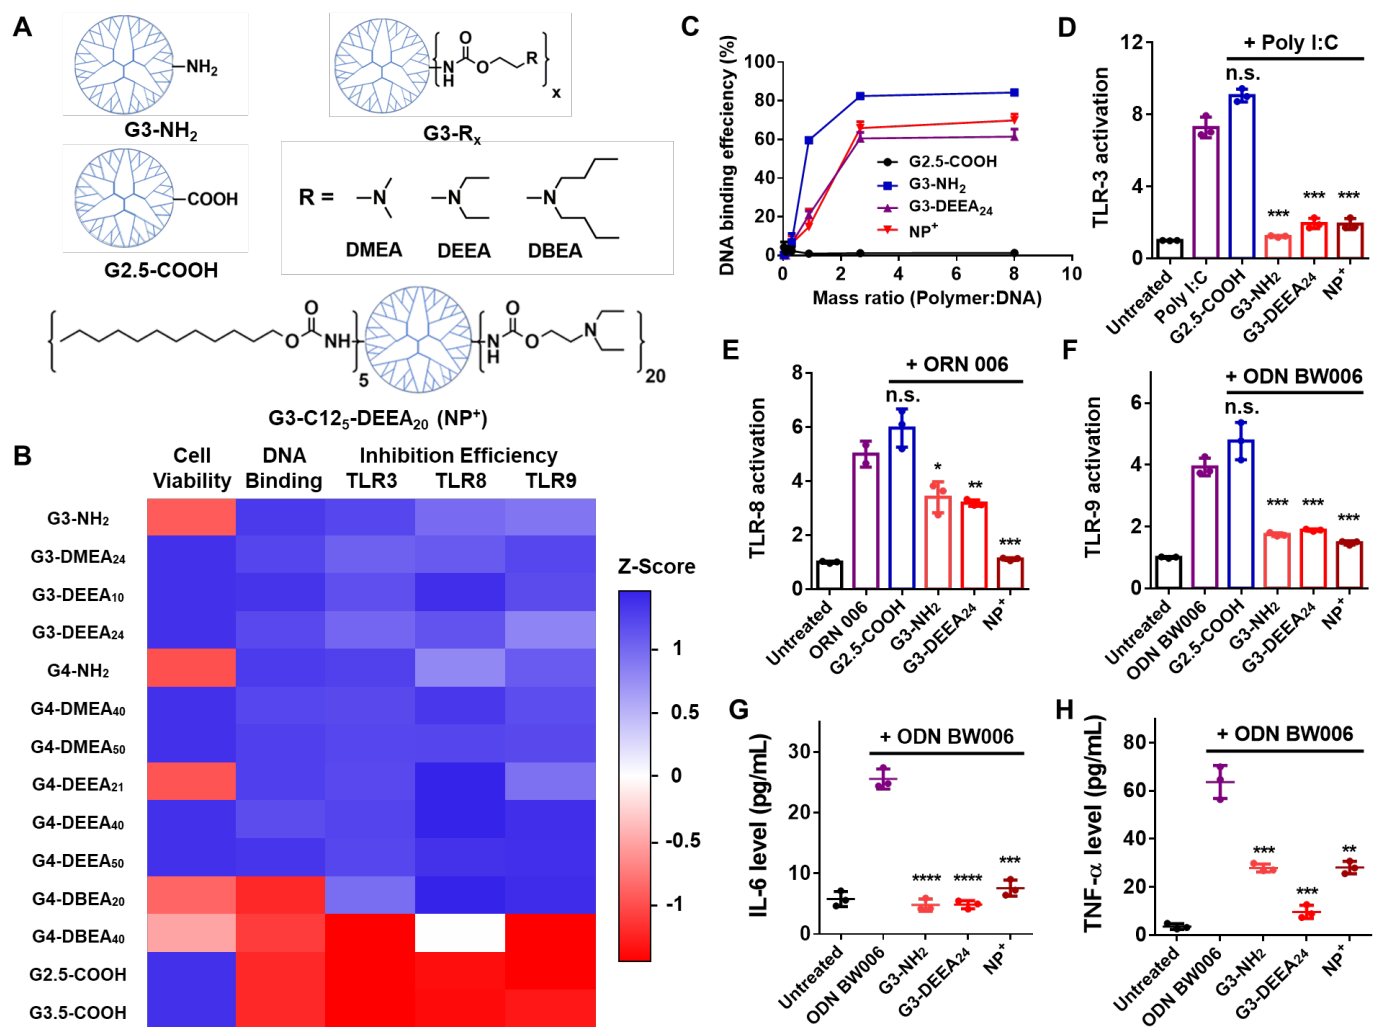 A
NH₂
G3-NH₂
COOH
G2.5-COOH
N
H
O
O
R
x
G3-Rₓ
R =
N
DMEA
N
DEEA
N
DBEA
O
O
NH
5
N
H
O
O
N
20
G3-C12₅-DEEA₂₀ (NP⁺)
B
Cell Viability
DNA Binding
Inhibition Efficiency
TLR3 TLR8 TLR9
G3-NH₂
G3-DMEA₂₄
G3-DEEA₁₀
G3-DEEA₂₄
G4-NH₂
G4-DMEA₄₀
G4-DMEA₅₀
G4-DEEA₂₁
G4-DEEA₄₀
G4-DEEA₅₀
G4-DBEA₂₀
G4-DBEA₄₀
G2.5-COOH
G3.5-COOH
Z-Score
1
0.5
0
-0.5
-1
C
DNA binding effeciency (%)
100
80
60
40
20
0
0 2 4 6 8 10
Mass ratio (Polymer:DNA)
G2.5-COOH
G3-NH₂
G3-DEEA₂₄
NP⁺
D
+ Poly I:C
n.s.
*** *** ***
TLR-3 activation
12
8
4
0
Untreated
Poly I:C
G2.5-COOH
G3-NH₂
G3-DEEA₂₄
NP⁺
E
+ ORN 006
n.s.
* ** ***
TLR-8 activation
8
6
4
2
0
Untreated
ORN 006
G2.5-COOH
G3-NH₂
G3-DEEA₂₄
NP⁺
F
+ ODN BW006
n.s.
*** *** ***
TLR-9 activation
6
4
2
0
Untreated
ODN BW006
G2.5-COOH
G3-NH₂
G3-DEEA₂₄
NP⁺
G
+ ODN BW006
**** **** ***
IL-6 level (pg/mL)
30
20
10
0
Untreated
ODN BW006
G3-NH₂
G3-DEEA₂₄
NP⁺
H
+ ODN BW006
*** *** **
TNF-α level (pg/mL)
80
60
40
20
0
Untreated
ODN BW006
G3-NH₂
G3-DEEA₂₄
NP⁺